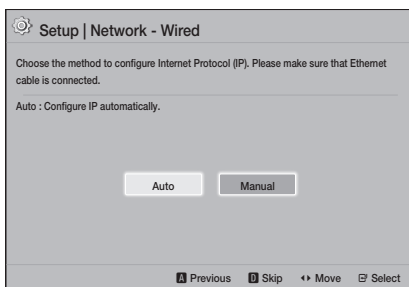 Setup | Network - Wired
Choose the method to configure Internet Protocol (IP). Please make sure that Ethernet
cable is connected.
Auto : Configure IP automatically.
Auto Manual
A Previous D Skip Move Select